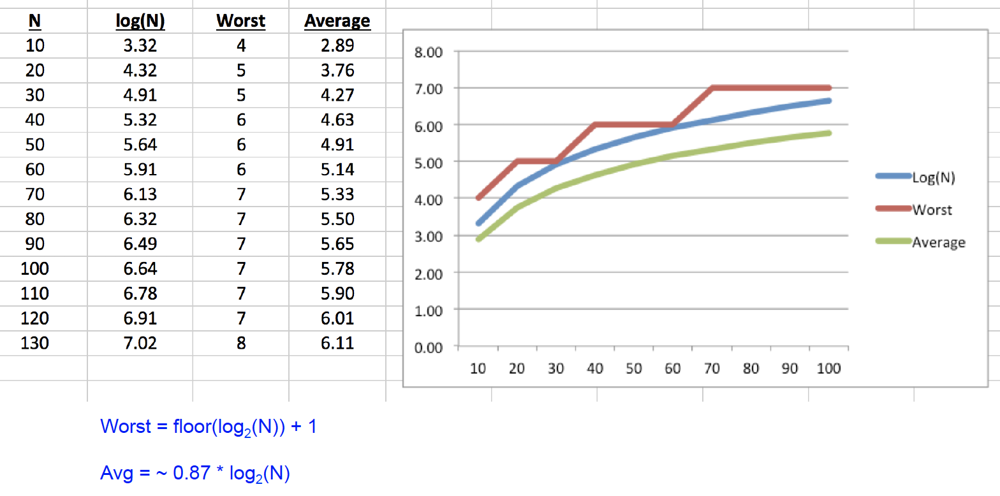 N log(N) Worst Average
10 3.32 4 2.89
20 4.32 5 3.76
30 4.91 5 4.27
40 5.32 6 4.63
50 5.64 6 4.91
60 5.91 6 5.14
70 6.13 7 5.33
80 6.32 7 5.50
90 6.49 7 5.65
100 6.64 7 5.78
110 6.78 7 5.90
120 6.91 7 6.01
130 7.02 8 6.11
8.00
7.00
6.00
5.00
4.00
3.00
2.00
1.00
0.00
10 20 30 40 50 60 70 80 90 100
Log(N)
Worst
Average
Worst = floor(log₂(N)) + 1
Avg = ~ 0.87 * log₂(N)